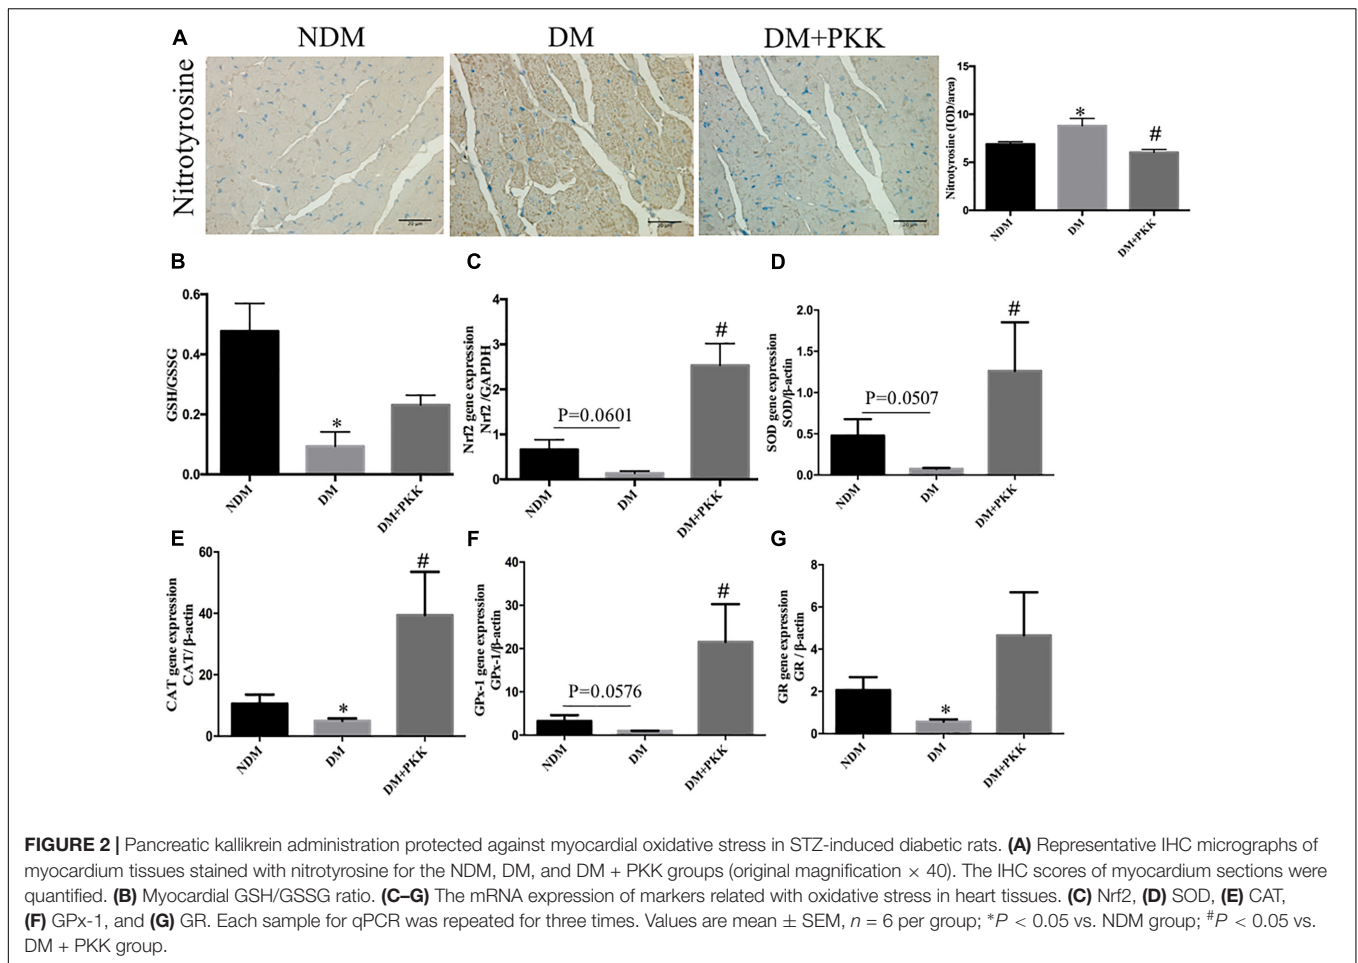 A
NDM
DM
DM+PKK
Nitrotyrosine
20 μm
20 μm
20 μm
Nitrotyrosine (IOD/area)
15
10
5
0
*
#
NDM
DM
DM+PKK
B
GSH/GSSG
0.6
0.4
0.2
0.0
*
NDM
DM
DM+PKK
C
Nrf2 gene expression
Nrf2 /GAPDH
4
3
2
1
0
P=0.0601
#
NDM
DM
DM+PKK
D
SOD gene expression
SOD/β-actin
2.0
1.5
1.0
0.5
0.0
P=0.0507
#
NDM
DM
DM+PKK
E
CAT gene expression
CAT/ β-actin
60
40
20
0
*
#
NDM
DM
DM+PKK
F
GPx-1 gene expression
GPx-1/β-actin
40
30
20
10
0
P=0.0576
#
NDM
DM
DM+PKK
G
GR gene expression
GR / β-actin
8
6
4
2
0
*
NDM
DM
DM+PKK
FIGURE 2 | Pancreatic kallikrein administration protected against myocardial oxidative stress in STZ-induced diabetic rats. (A) Representative IHC micrographs of
myocardium tissues stained with nitrotyrosine for the NDM, DM, and DM + PKK groups (original magnification × 40). The IHC scores of myocardium sections were
quantified. (B) Myocardial GSH/GSSG ratio. (C–G) The mRNA expression of markers related with oxidative stress in heart tissues. (C) Nrf2, (D) SOD, (E) CAT,
(F) GPx-1, and (G) GR. Each sample for qPCR was repeated for three times. Values are mean ± SEM, n = 6 per group; *P < 0.05 vs. NDM group; #P < 0.05 vs.
DM + PKK group.